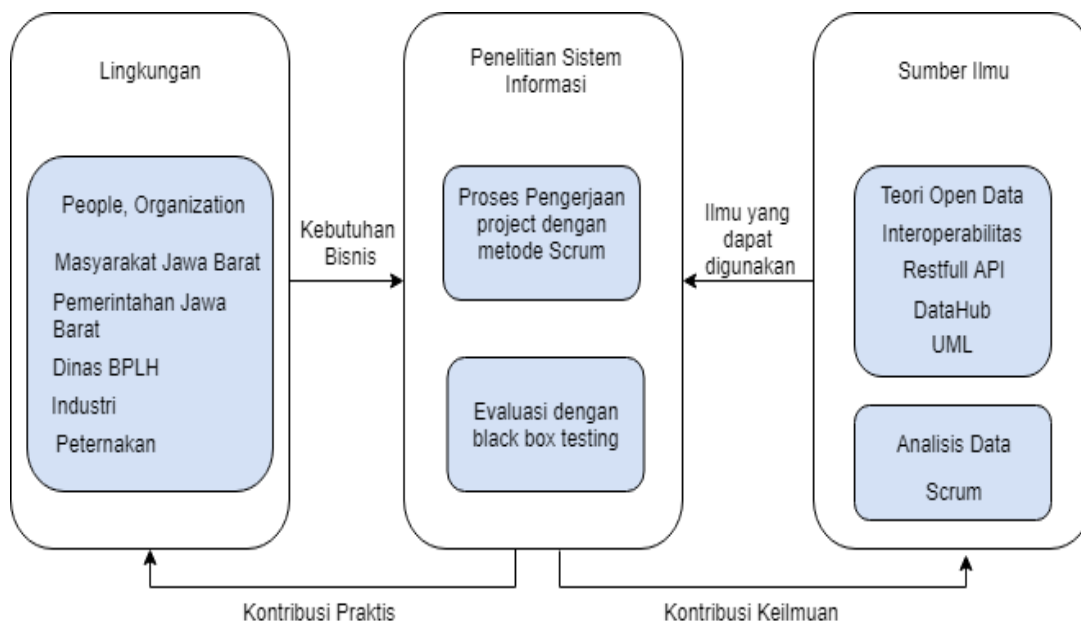 Lingkungan
People, Organization
Masyarakat Jawa Barat
Pemerintahan Jawa
Barat
Dinas BPLH
Industri
Peternakan
Kebutuhan
Bisnis
Penelitian Sistem
Informasi
Proses Pengerjaan
project dengan
metode Scrum
Evaluasi dengan
black box testing
Ilmu yang
dapat
digunakan
Sumber Ilmu
Teori Open Data
Interoperabilitas
Restfull API
DataHub
UML
Analisis Data
Scrum
Kontribusi Praktis
Kontribusi Keilmuan